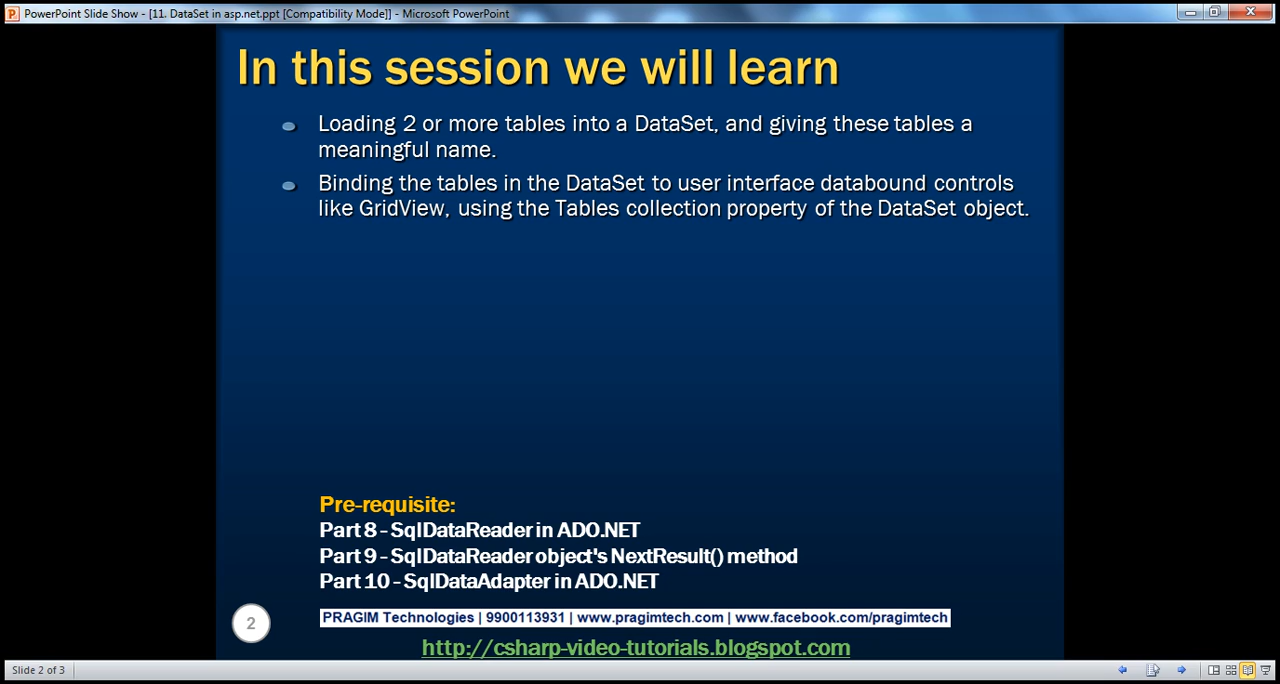 PowerPoint Slide Show - [11. DataSet in asp.net.ppt [Compatibility Mode]] - Microsoft PowerPoint
In this session we will learn
Loading 2 or more tables into a DataSet, and giving these tables a
meaningful name.
Binding the tables in the DataSet to user interface databound controls
like GridView, using the Tables collection property of the DataSet object.
Pre-requisite:
Part 8 - SqlDataReader in ADO.NET
Part 9 - SqlDataReader object's NextResult() method
Part 10 - SqlDataAdapter in ADO.NET
2
PRAGIM Technologies | 9900113931 | www.pragimtech.com | www.facebook.com/pragimtech
http://csharp-video-tutorials.blogspot.com
Slide 2 of 3